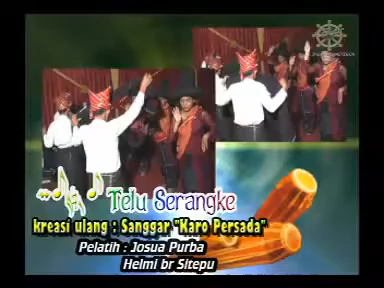 Telu Serangke
kreasi ulang : Sanggar "Karo Persada"
Pelatih : Josua Purba
Helmi br Sitepu